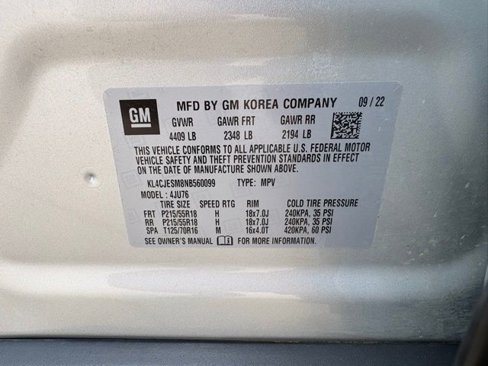 GM
MFD BY GM KOREA COMPANY 09 / 22
GVWR GAWR FRT GAWR RR
4409 LB 2348 LB 2194 LB
THIS VEHICLE CONFORMS TO ALL APPLICABLE U.S. FEDERAL MOTOR
VEHICLE SAFETY AND THEFT PREVENTION STANDARDS IN EFFECT
ON THE DATE OF MANUFACTURE SHOWN ABOVE.
KL4CJESM8NB560099 TYPE: MPV
MODEL : 4JU76
TIRE SIZE SPEED RTG RIM COLD TIRE PRESSURE
FRT P215/55R18 H 18x7.0J 240KPA, 35 PSI
RR P215/55R18 H 18x7.0J 240KPA, 35 PSI
SPA T125/70R16 M 16x4.0T 420KPA, 60 PSI
SEE OWNER'S MANUAL FOR MORE INFORMATION.